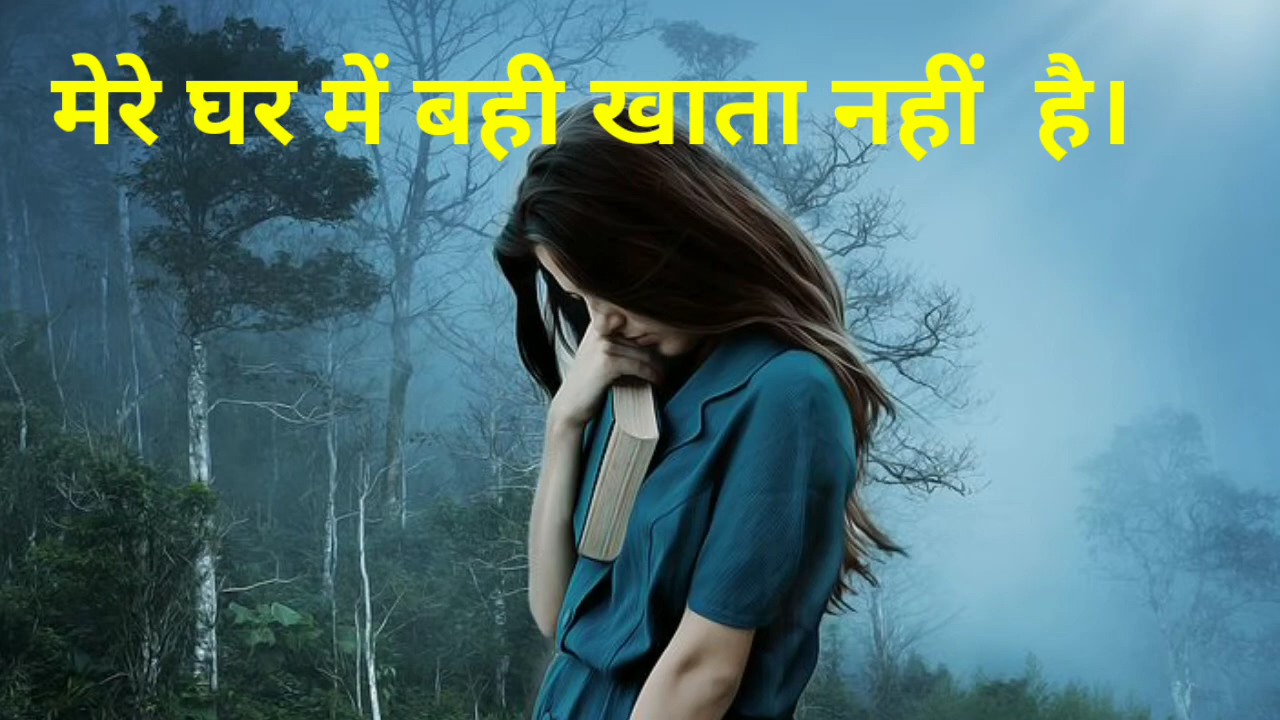 मेरे घर में बही खाता नहीं है।